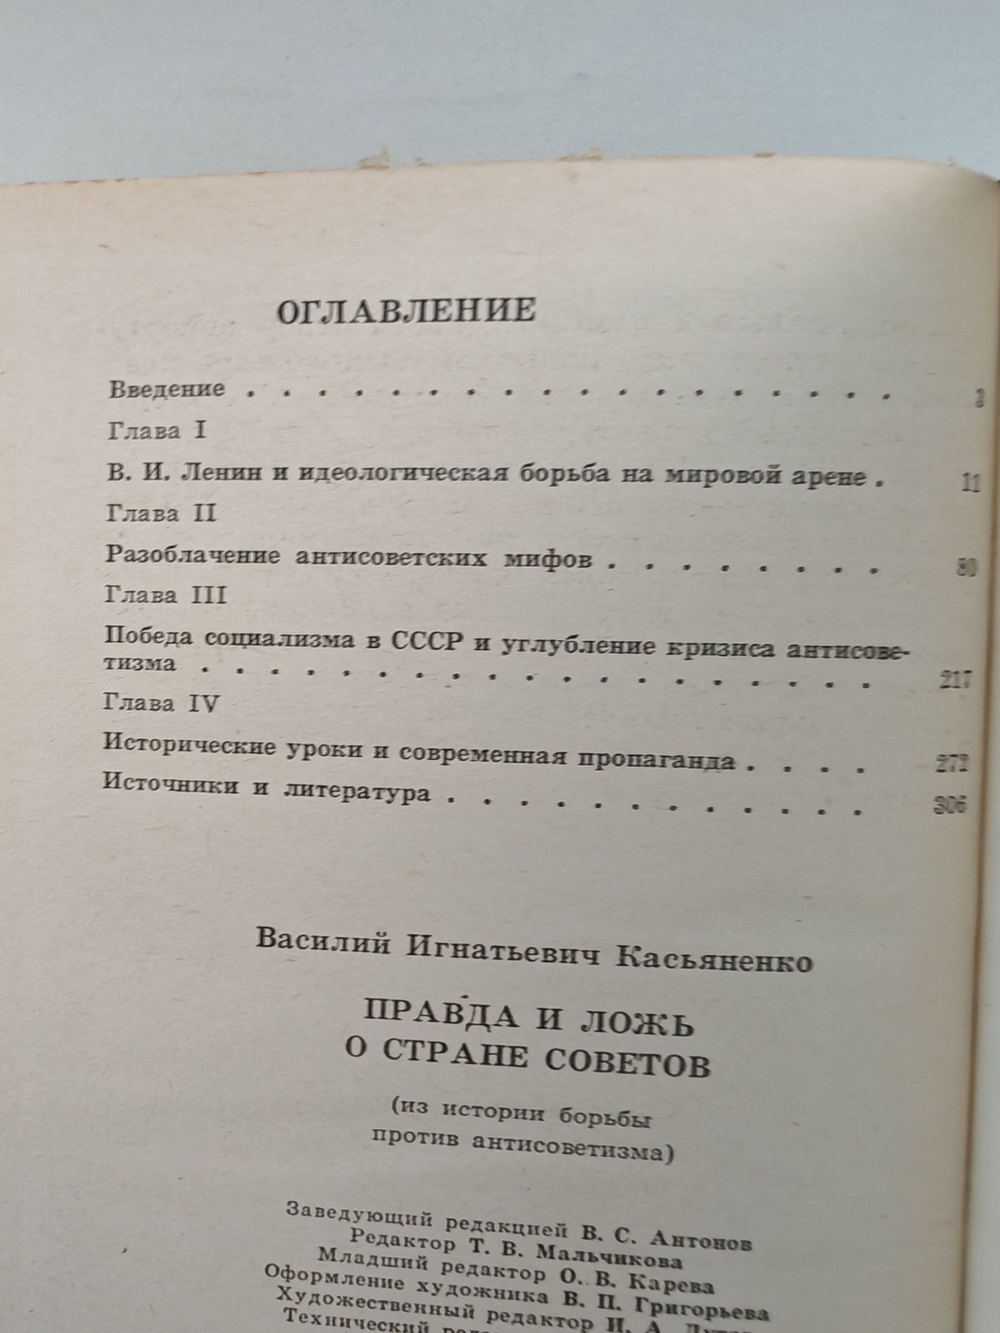 ОГЛАВЛЕНИЕ
Введение . . . . . . . . . . . . . . . . . . 3
Глава I
В. И. Ленин и идеологическая борьба на мировой арене . 11
Глава II
Разоблачение антисоветских мифов . . . . . . . . 80
Глава III
Победа социализма в СССР и углубление кризиса антисове-
тизма . . . . . . . . . . . . . . . . . . . 217
Глава IV
Исторические уроки и современная пропаганда . . . . 272
Источники и литература . . . . . . . . . . . . 306
Василий Игнатьевич Касьяненко
ПРАВДА И ЛОЖЬ
О СТРАНЕ СОВЕТОВ
(из истории борьбы
против антисоветизма)
Заведующий редакцией В. С. Антонов
Редактор Т. В. Мальчикова
Младший редактор О. В. Карева
Оформление художника В. П. Григорьева
Художественный редактор И. А.
Технический